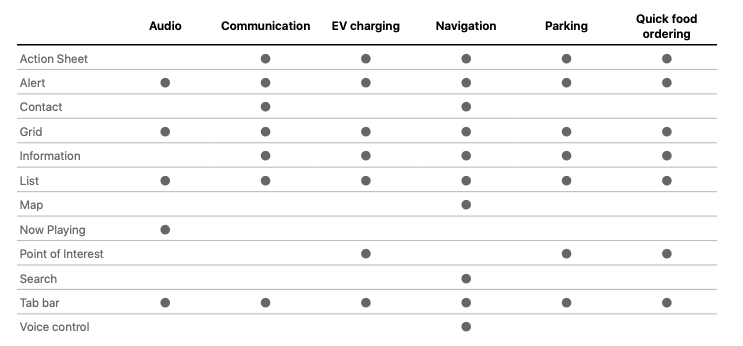 Audio Communication EV charging Navigation Parking Quick food ordering
Action Sheet ● ● ● ● ●
Alert ● ● ● ● ● ●
Contact ● ●
Grid ● ● ● ● ● ●
Information ● ● ● ● ●
List ● ● ● ● ● ●
Map ●
Now Playing ●
Point of Interest ● ● ●
Search ●
Tab bar ● ● ● ● ● ●
Voice control ●